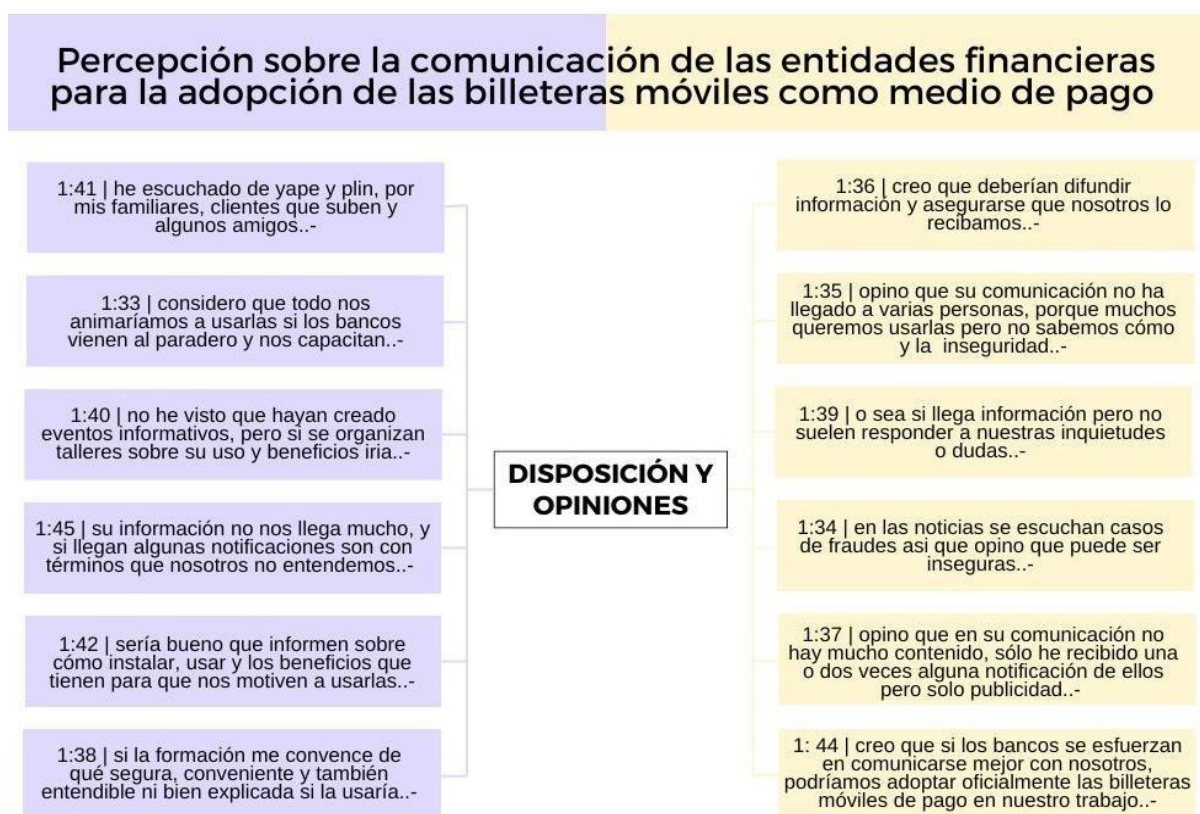 Percepción sobre la comunicación de las entidades financieras
para la adopción de las billeteras móviles como medio de pago
1:41 | he escuchado de yape y plin, por
mis familiares, clientes que suben y
algunos amigos..-
1:33 | considero que todo nos
animaríamos a usarlas si los bancos
vienen al paradero y nos capacitan..-
1:40 | no he visto que hayan creado
eventos informativos, pero si se organizan
talleres sobre su uso y beneficios iria..-
1:45 | su información no nos llega mucho, y
si llegan algunas notificaciones son con
términos que nosotros no entendemos..-
1:42 | sería bueno que informen sobre
cómo instalar, usar y los beneficios que
tienen para que nos motiven a usarlas..-
1:38 | si la formación me convence de
qué segura, conveniente y también
entendible ni bien explicada si la usaría..-
DISPOSICIÓN Y
OPINIONES
1:36 | creo que deberían difundir
información y asegurarse que nosotros lo
recibamos..-
1:35 | opino que su comunicación no ha
llegado a varias personas, porque muchos
queremos usarlas pero no sabemos cómo
y la inseguridad..-
1:39 | o sea si llega información pero no
suelen responder a nuestras inquietudes
o dudas..-
1:34 | en las noticias se escuchan casos
de fraudes asi que opino que puede ser
inseguras..-
1:37 | opino que en su comunicación no
hay mucho contenido, sólo he recibido una
o dos veces alguna notificación de ellos
pero solo publicidad..-
1: 44 | creo que si los bancos se esfuerzan
en comunicarse mejor con nosotros,
podríamos adoptar oficialmente las billeteras
móviles de pago en nuestro trabajo..-